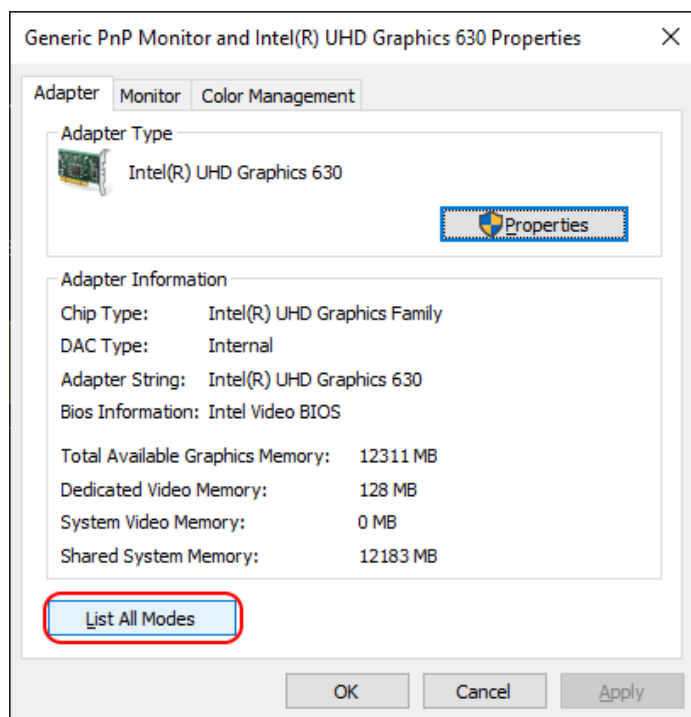 Generic PnP Monitor and Intel(R) UHD Graphics 630 Properties
Adapter Monitor Color Management
Adapter Type
Intel(R) UHD Graphics 630
Properties
Adapter Information
Chip Type: Intel(R) UHD Graphics Family
DAC Type: Internal
Adapter String: Intel(R) UHD Graphics 630
Bios Information: Intel Video BIOS
Total Available Graphics Memory: 12311 MB
Dedicated Video Memory: 128 MB
System Video Memory: 0 MB
Shared System Memory: 12183 MB
List All Modes
OK Cancel Apply